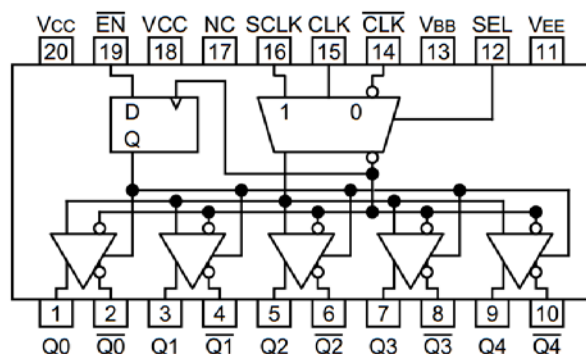 VCC EN VCC NC SCLK CLK CLK VBB SEL VEE
20 19 18 17 16 15 14 13 12 11
D 1 0
Q
1 2 3 4 5 6 7 8 9 10
Q0 Q0 Q1 Q1 Q2 Q2 Q3 Q3 Q4 Q4